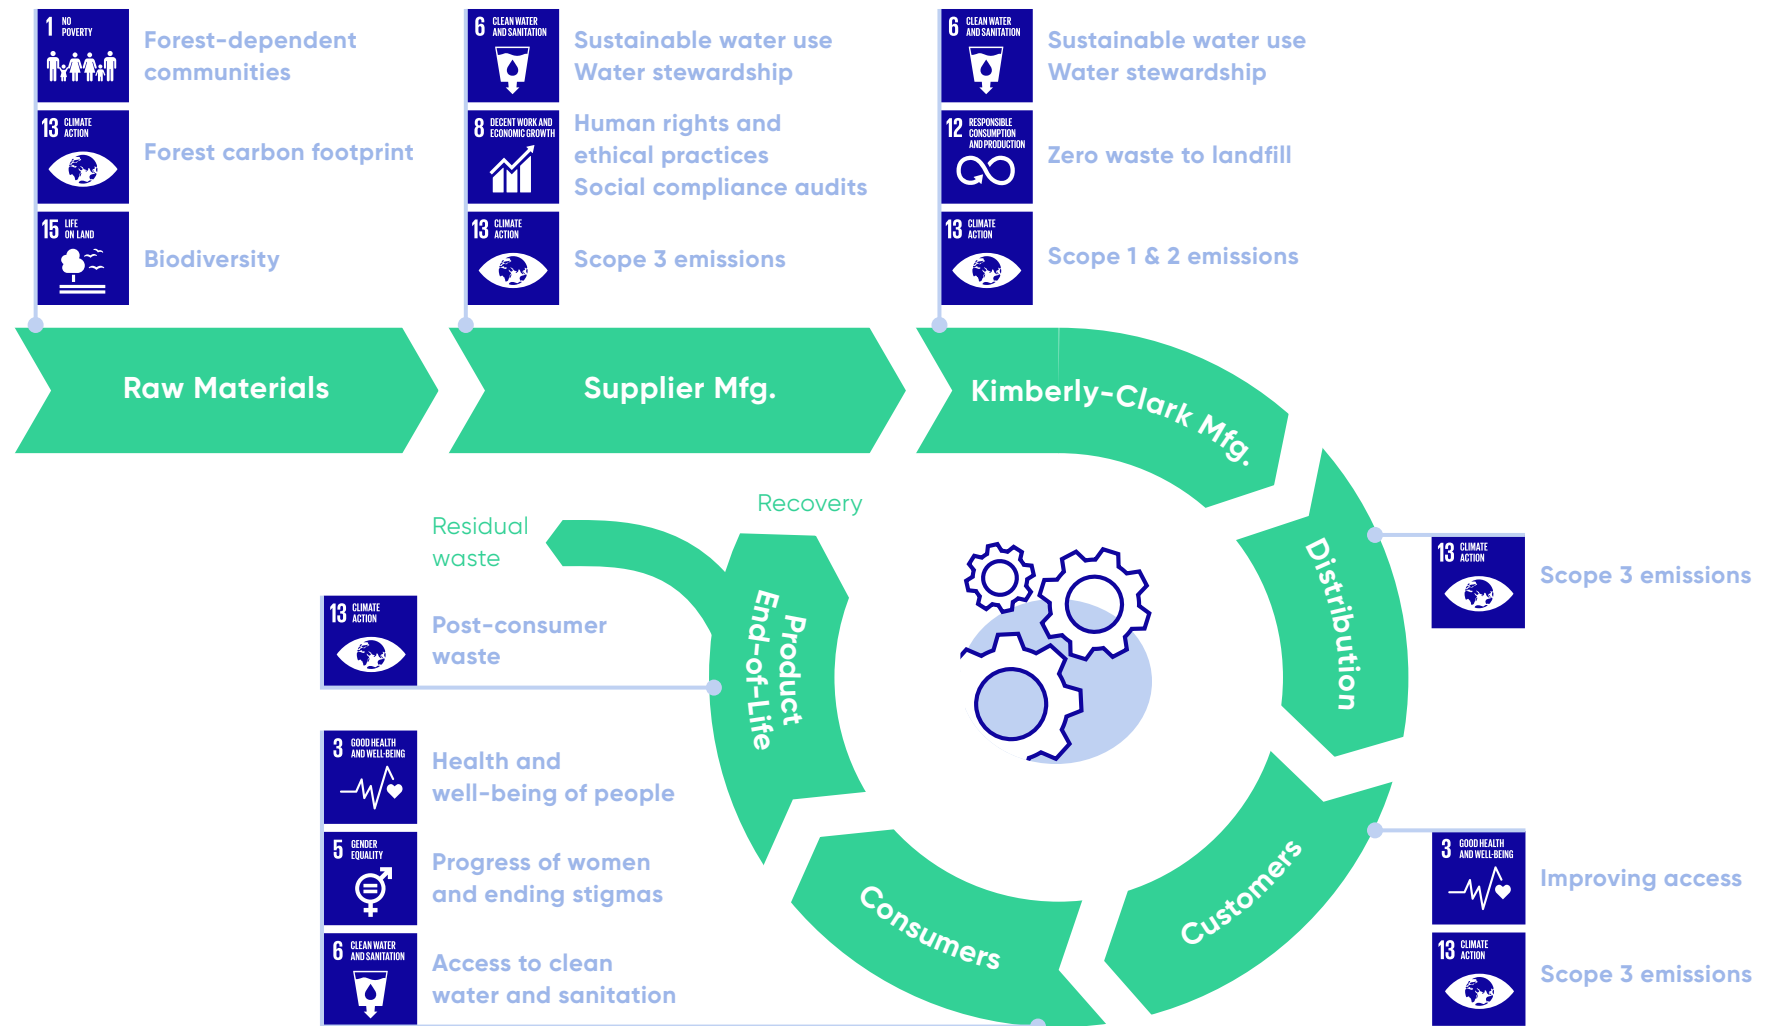 1 NO
POVERTY
Forest-dependent
communities
13 CLIMATE
ACTION
Forest carbon footprint
15 LIFE
ON LAND
Biodiversity
6 CLEAN WATER
AND SANITATION
Sustainable water use
Water stewardship
8 DECENT WORK AND
ECONOMIC GROWTH
Human rights and
ethical practices
Social compliance audits
13 CLIMATE
ACTION
Scope 3 emissions
6 CLEAN WATER
AND SANITATION
Sustainable water use
Water stewardship
12 RESPONSIBLE
CONSUMPTION
AND PRODUCTION
Zero waste to landfill
13 CLIMATE
ACTION
Scope 1 & 2 emissions
Raw Materials
Supplier Mfg.
Kimberly-Clark Mfg.
Distribution
13 CLIMATE
ACTION
Scope 3 emissions
Customers
3 GOOD HEALTH
AND WELL-BEING
Improving access
13 CLIMATE
ACTION
Scope 3 emissions
Consumers
3 GOOD HEALTH
AND WELL-BEING
Health and
well-being of people
5 GENDER
EQUALITY
Progress of women
and ending stigmas
6 CLEAN WATER
AND SANITATION
Access to clean
water and sanitation
Product
End-of-Life
13 CLIMATE
ACTION
Post-consumer
waste
Residual
waste
Recovery